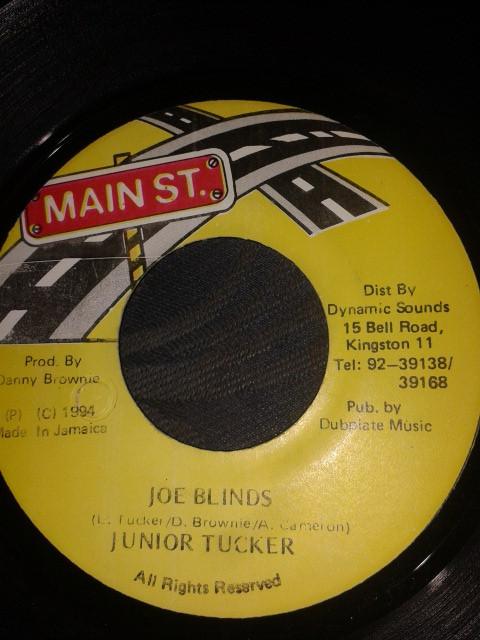 MAIN ST.
Dist By
Dynamic Sounds
15 Bell Road,
Kingston 11
Tel: 92-39138/
39168
Pub. by
Dubplate Music
Prod. By
Danny Browne
(P) (C) 1994
Made In Jamaica
JOE BLINDS
(L. Tucker/D. Brownie/A. Cameron)
JUNIOR TUCKER
All Rights Reserved